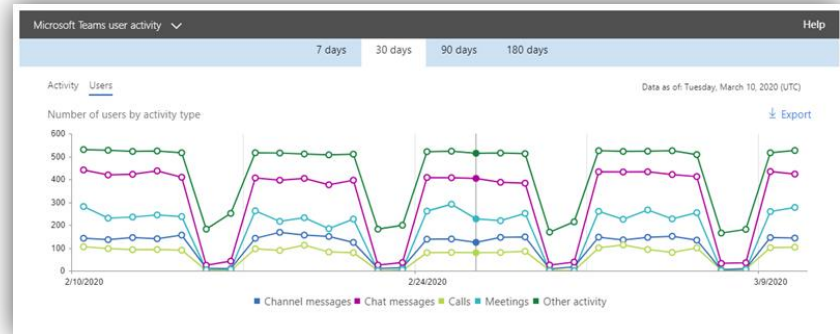 Microsoft Teams user activity
Help
7 days 30 days 90 days 180 days
Activity Users
Data as of: Tuesday, March 10, 2020 (UTC)
Number of users by activity type
Export
600
500
400
300
200
100
0
2/10/2020 2/24/2020 3/9/2020
Channel messages Chat messages Calls Meetings Other activity